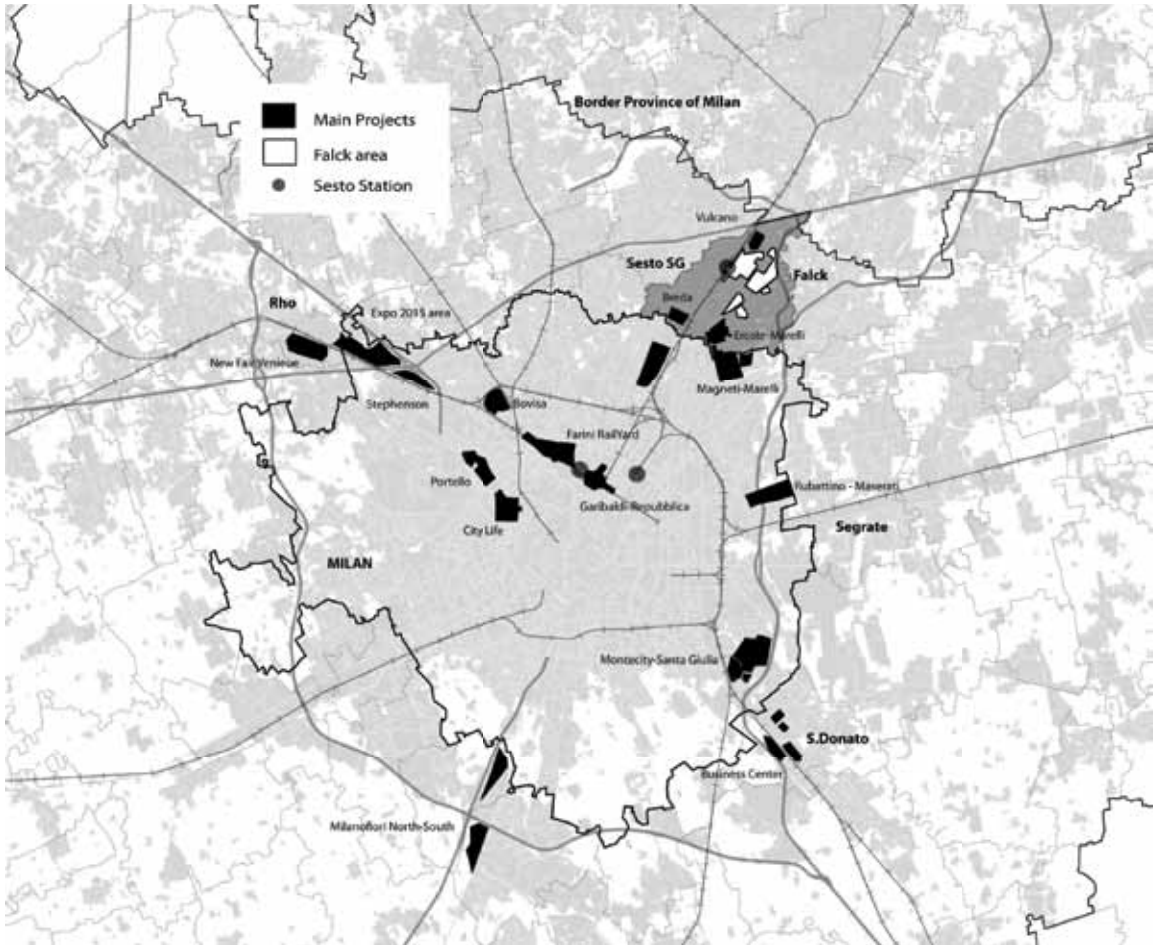 Border Province of Milan
Main Projects
Falck area
Sesto Station
Vulcano
Sesto SG
Falck
Rho
Expo 2015 area
Berda
Ercole-Marelli
New Fair Venieue
Magneti-Marelli
Stephenson
Bovisa
Farini RailYard
Portello
Rubattino - Maserati
Garibaldi-Repubblica
City Life
Segrate
MILAN
Montecity-Santa Giulia
S.Donato
Business Center
Milanofiori North-South